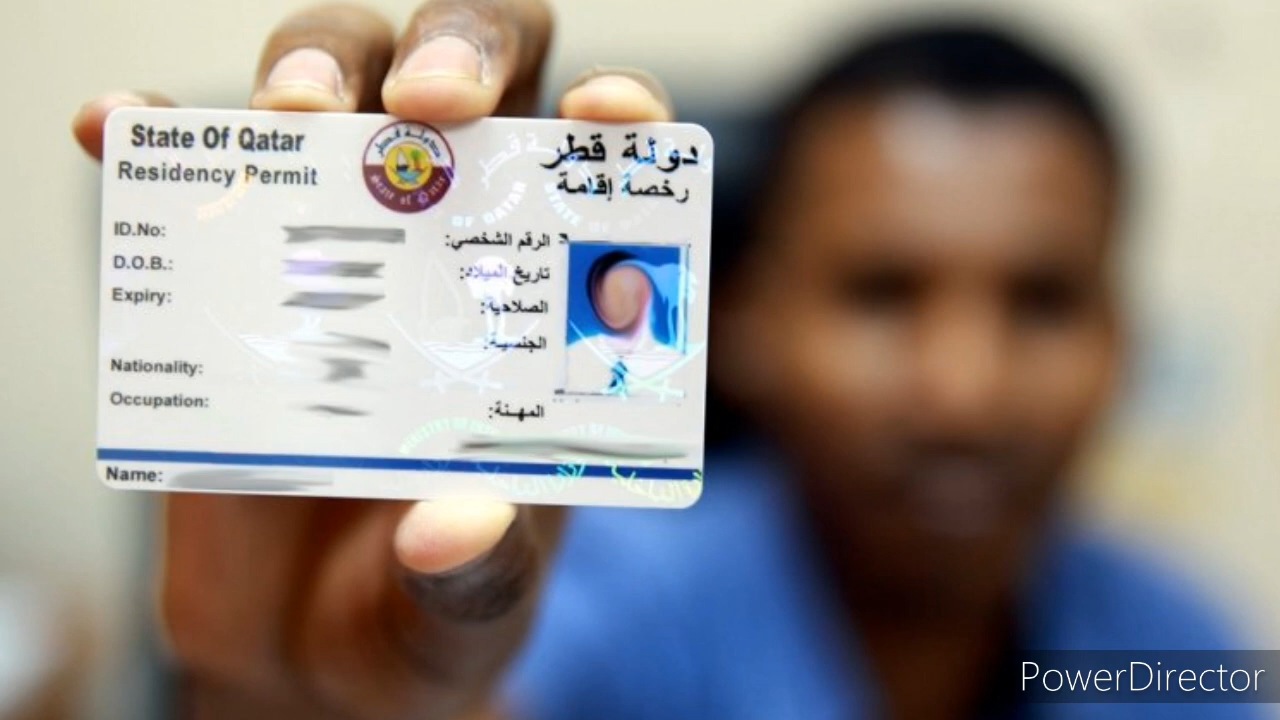 State Of Qatar
Residency Permit
دولة قطر
رخصة إقامة
ID.No:
الرقم الشخصي:
D.O.B.:
تاريخ الميلاد:
Expiry:
الصلاحية:
الجنسية:
Nationality:
Occupation:
المهنة:
Name:
PowerDirector